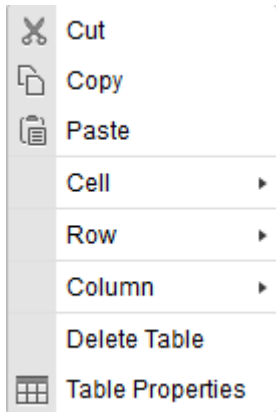 Cut
Copy
Paste
Cell
Row
Column
Delete Table
Table Properties